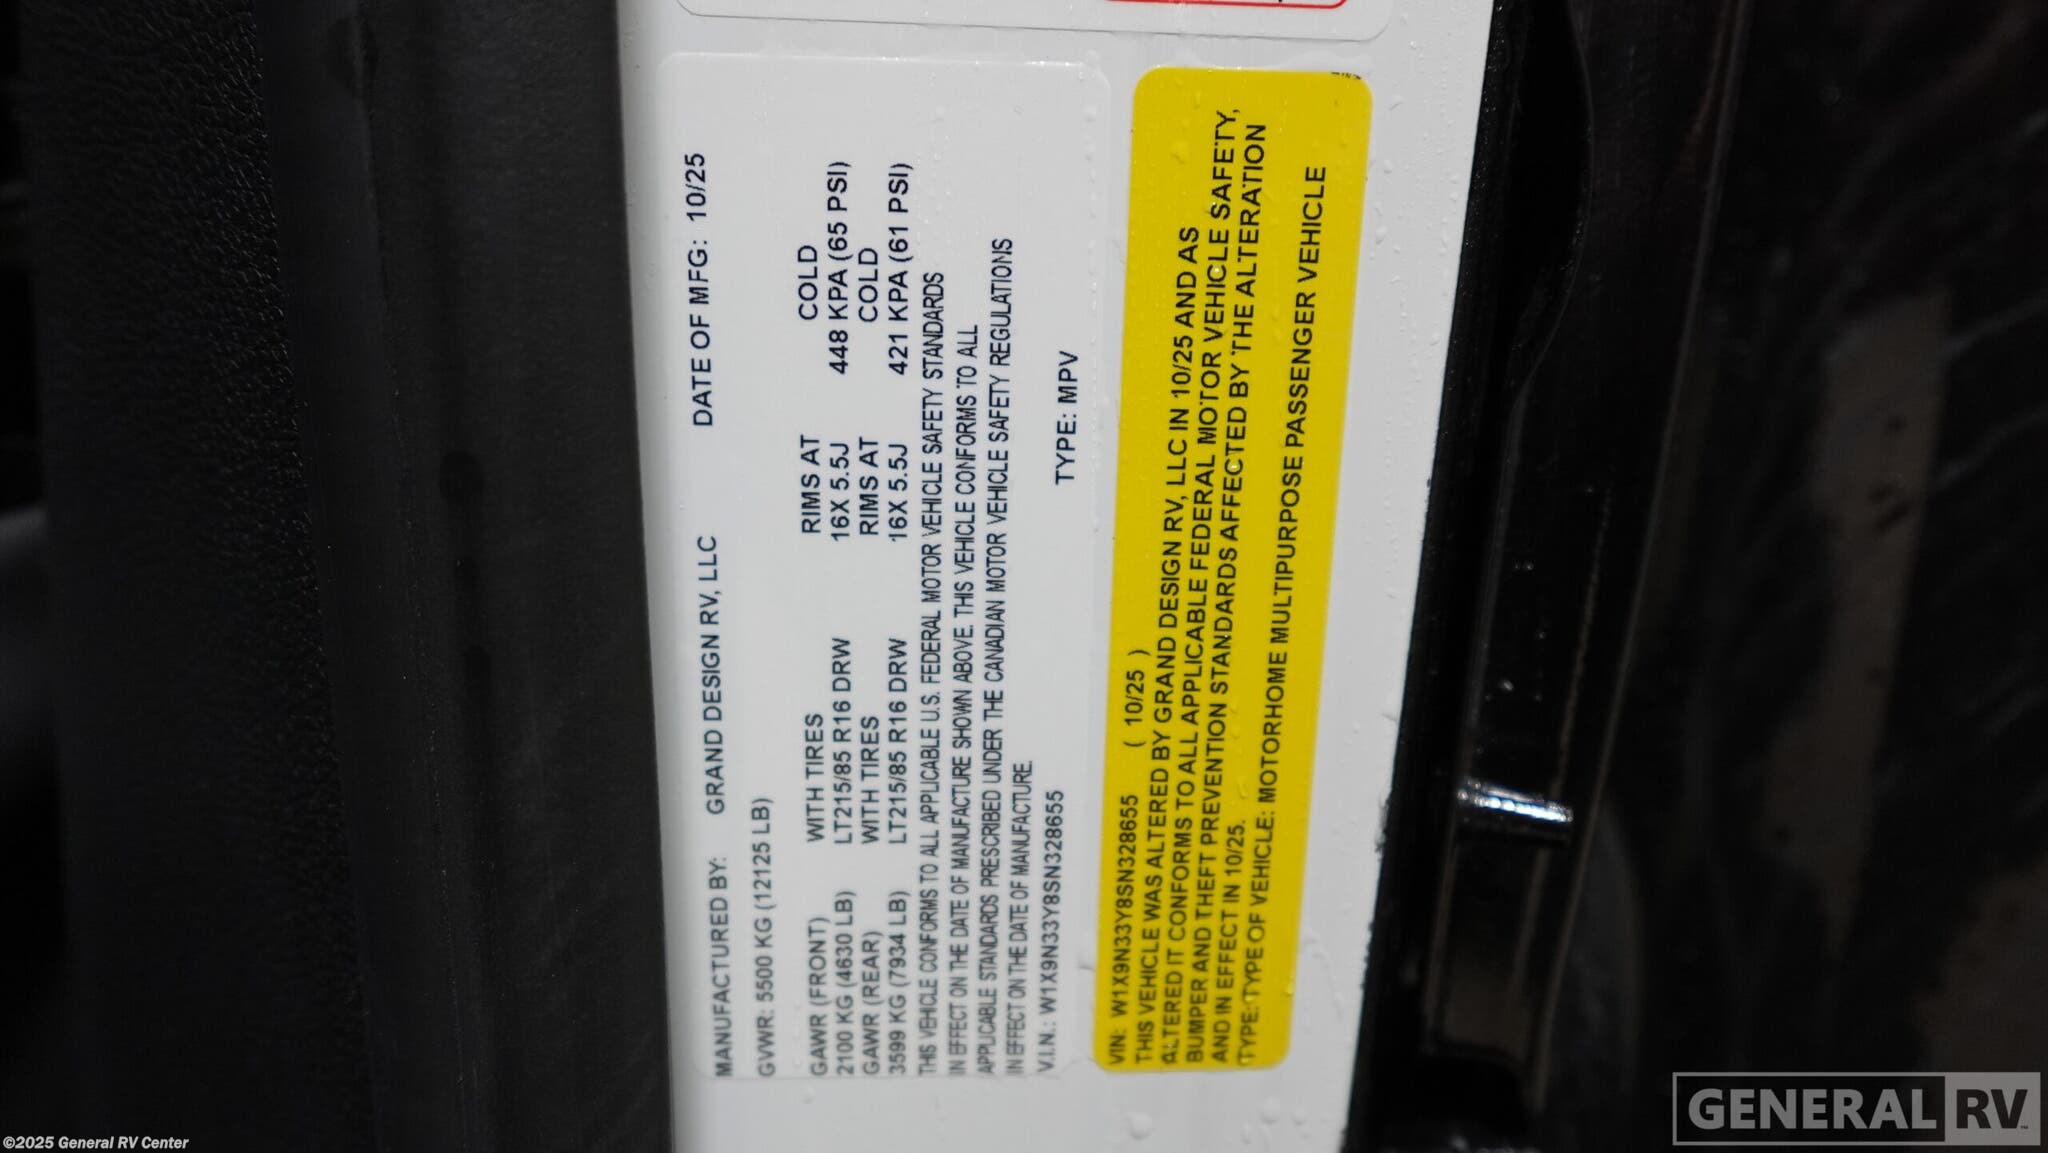 MANUFACTURED BY: GRAND DESIGN RV, LLC DATE OF MFG: 10/25
GVWR: 5500 KG (12125 LB)
GAWR (FRONT) WITH TIRES RIMS AT COLD
2100 KG (4630 LB) LT215/85 R16 DRW 16X 5.5J 448 KPA (65 PSI)
GAWR (REAR) WITH TIRES RIMS AT COLD
3599 KG (7934 LB) LT215/85 R16 DRW 16X 5.5J 421 KPA (61 PSI)
THIS VEHICLE CONFORMS TO ALL APPLICABLE U.S. FEDERAL MOTOR VEHICLE SAFETY STANDARDS
IN EFFECT ON THE DATE OF MANUFACTURE SHOWN ABOVE. THIS VEHICLE CONFORMS TO ALL
APPLICABLE STANDARDS PRESCRIBED UNDER THE CANADIAN MOTOR VEHICLE SAFETY REGULATIONS
IN EFFECT ON THE DATE OF MANUFACTURE.
V.I.N.: W1X9N33Y8SN328655 TYPE: MPV
VIN: W1X9N33Y8SN328655 ( 10/25 )
THIS VEHICLE WAS ALTERED BY GRAND DESIGN RV, LLC IN 10/25 AND AS
ALTERED IT CONFORMS TO ALL APPLICABLE FEDERAL MOTOR VEHICLE SAFETY,
BUMPER AND THEFT PREVENTION STANDARDS AFFECTED BY THE ALTERATION
AND IN EFFECT IN 10/25.
TYPE:TYPE OF VEHICLE: MOTORHOME MULTIPURPOSE PASSENGER VEHICLE
©2025 General RV Center
GENERAL RV